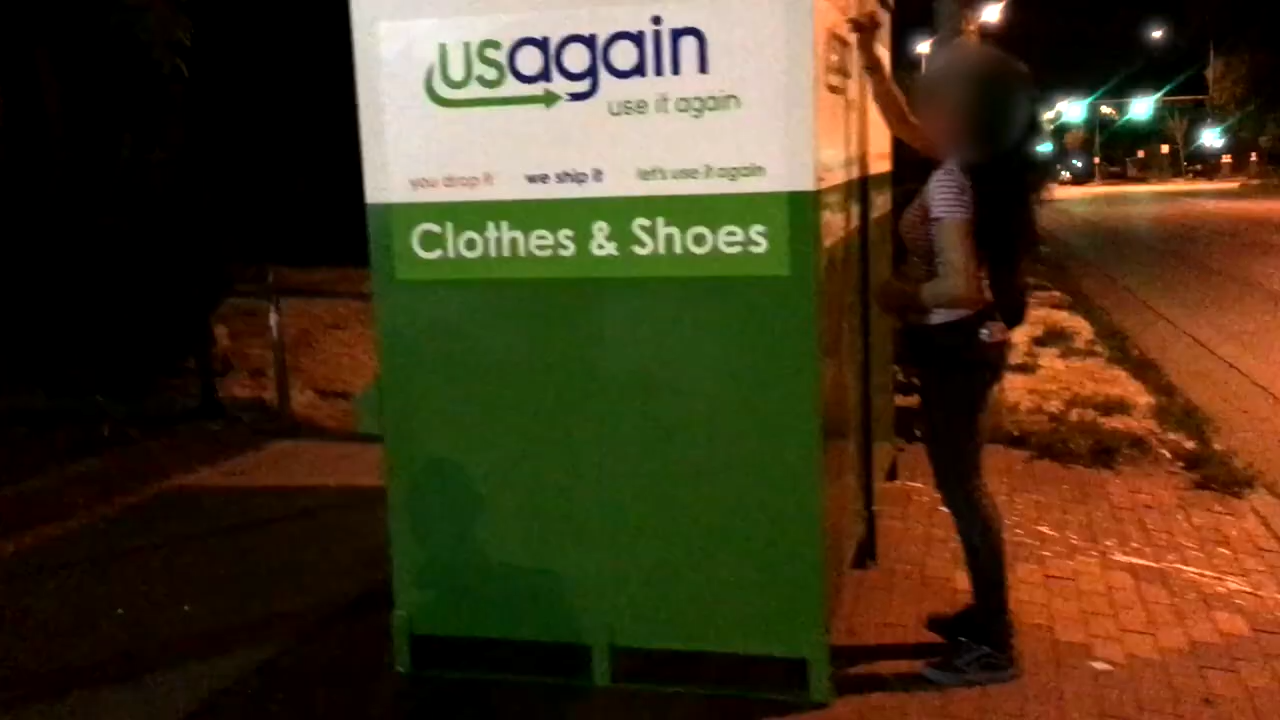 usagain
use it again
you drop it we ship it let's use it again
Clothes & Shoes